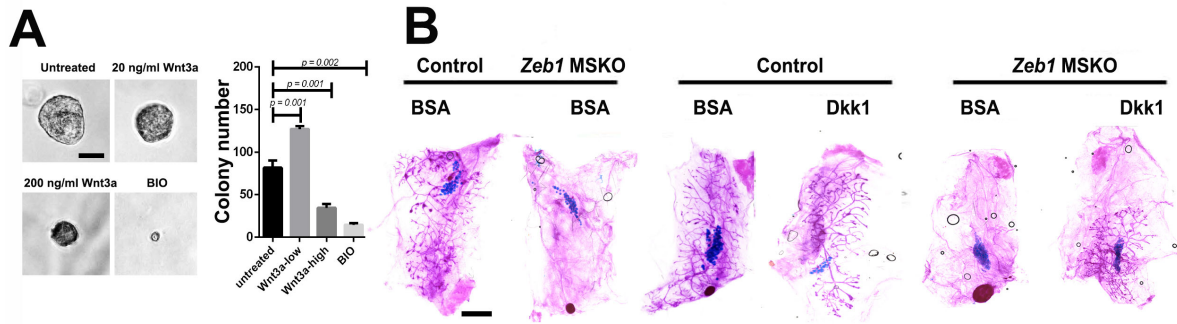 A
Untreated
20 ng/ml Wnt3a
200 ng/ml Wnt3a
BIO
Colony number
200
150
100
50
0
p = 0.002
p = 0.001
p = 0.001
untreated
Wnt3a-low
Wnt3a-high
BIO
B
Control
Zeb1 MSKO
BSA
BSA
Control
BSA
Dkk1
Zeb1 MSKO
BSA
Dkk1